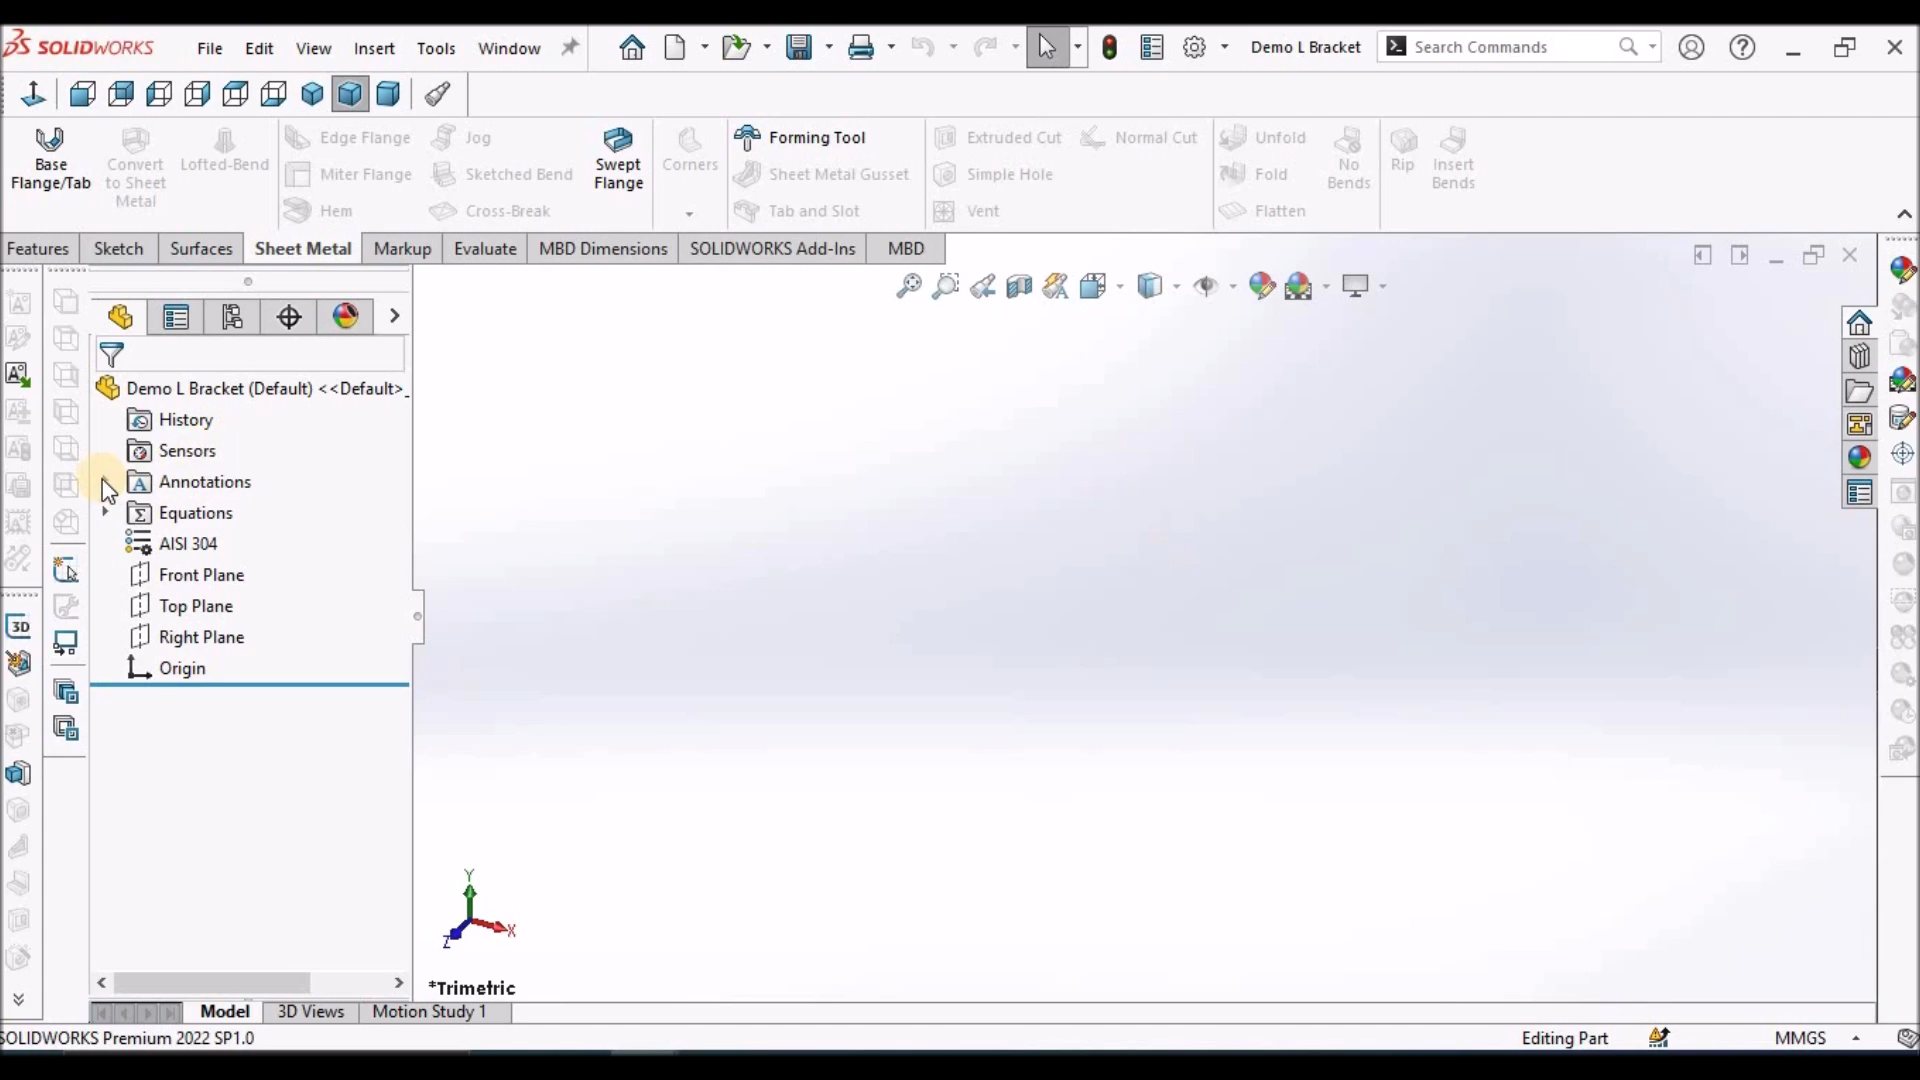 SOLIDWORKS File Edit View Insert Tools Window Demo L Bracket Search Commands
Base Flange/Tab
Convert to Sheet Metal
Lofted-Bend
Edge Flange
Miter Flange
Hem
Jog
Sketched Bend
Cross-Break
Swept Flange
Corners
Forming Tool
Sheet Metal Gusset
Tab and Slot
Extruded Cut
Simple Hole
Vent
Normal Cut
Unfold
Fold
Flatten
No Bends
Rip
Insert Bends
Features Sketch Surfaces Sheet Metal Markup Evaluate MBD Dimensions SOLIDWORKS Add-Ins MBD
Demo L Bracket (Default) <<Default>_
History
Sensors
Annotations
Equations
AISI 304
Front Plane
Top Plane
Right Plane
Origin
3D
Y
X
Z
*Trimetric
Model 3D Views Motion Study 1
SOLIDWORKS Premium 2022 SP1.0 Editing Part MMGS